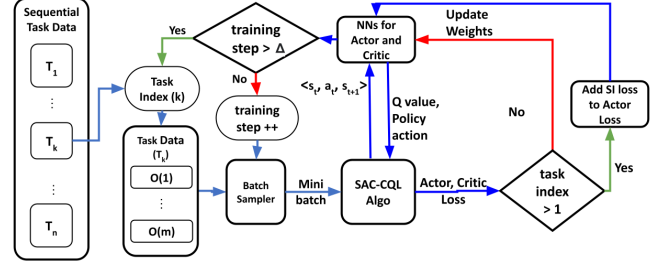 Sequential
Task Data
T1
⋮
Tk
⋮
Tn
Yes
training
step > Δ
No
Task
Index (k)
training
step ++
Task Data
(Tk)
O(1)
⋮
O(m)
Batch
Sampler
Mini
batch
NNs for
Actor and
Critic
<st, at, st+1>
Q value,
Policy
action
SAC-CQL
Algo
Actor, Critic
Loss
Update
Weights
No
task
index
> 1
Yes
Add SI loss
to Actor
Loss